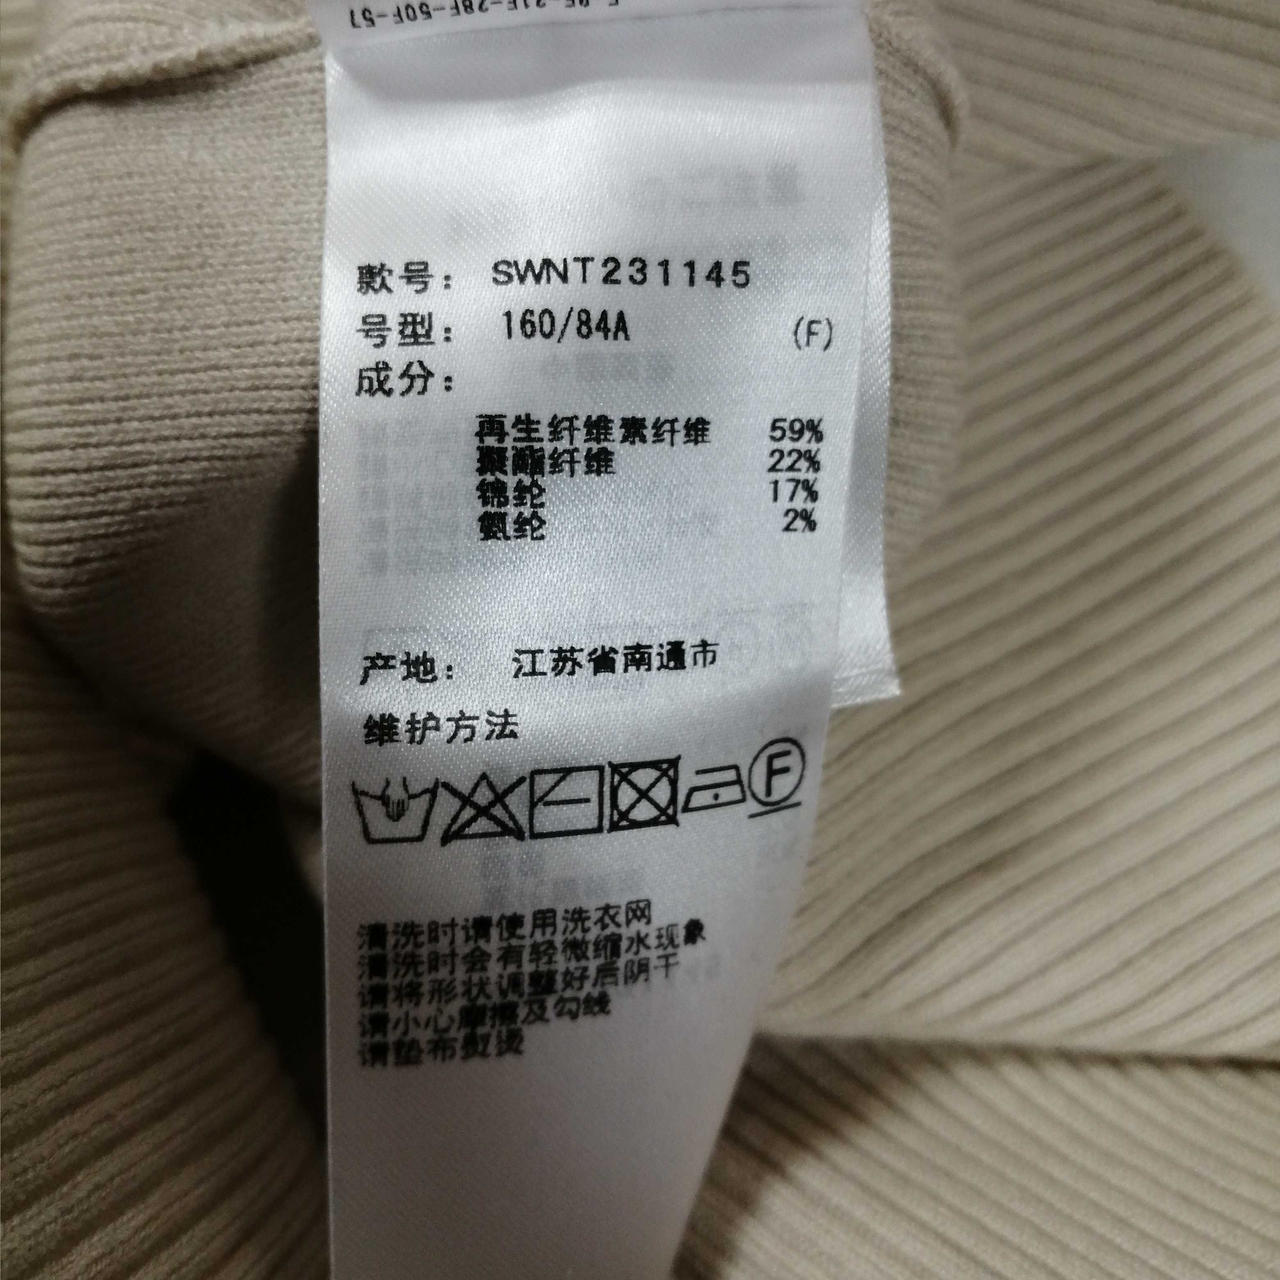 款号： SWNT231145
号型： 160/84A (F)
成分：
再生纤维素纤维 59%
聚酯纤维 22%
锦纶 17%
氨纶 2%
产地： 江苏省南通市
维护方法
F
清洗时请使用洗衣网
清洗时会有轻微缩水现象
请将形状调整好后阴干
请小心摩擦及勾线
请垫布熨烫